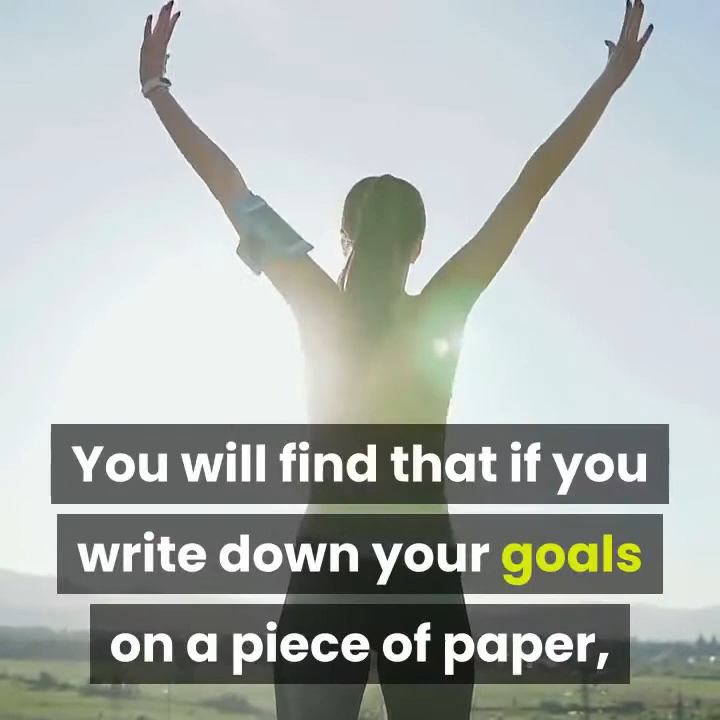 You will find that if you
write down your goals
on a piece of paper,